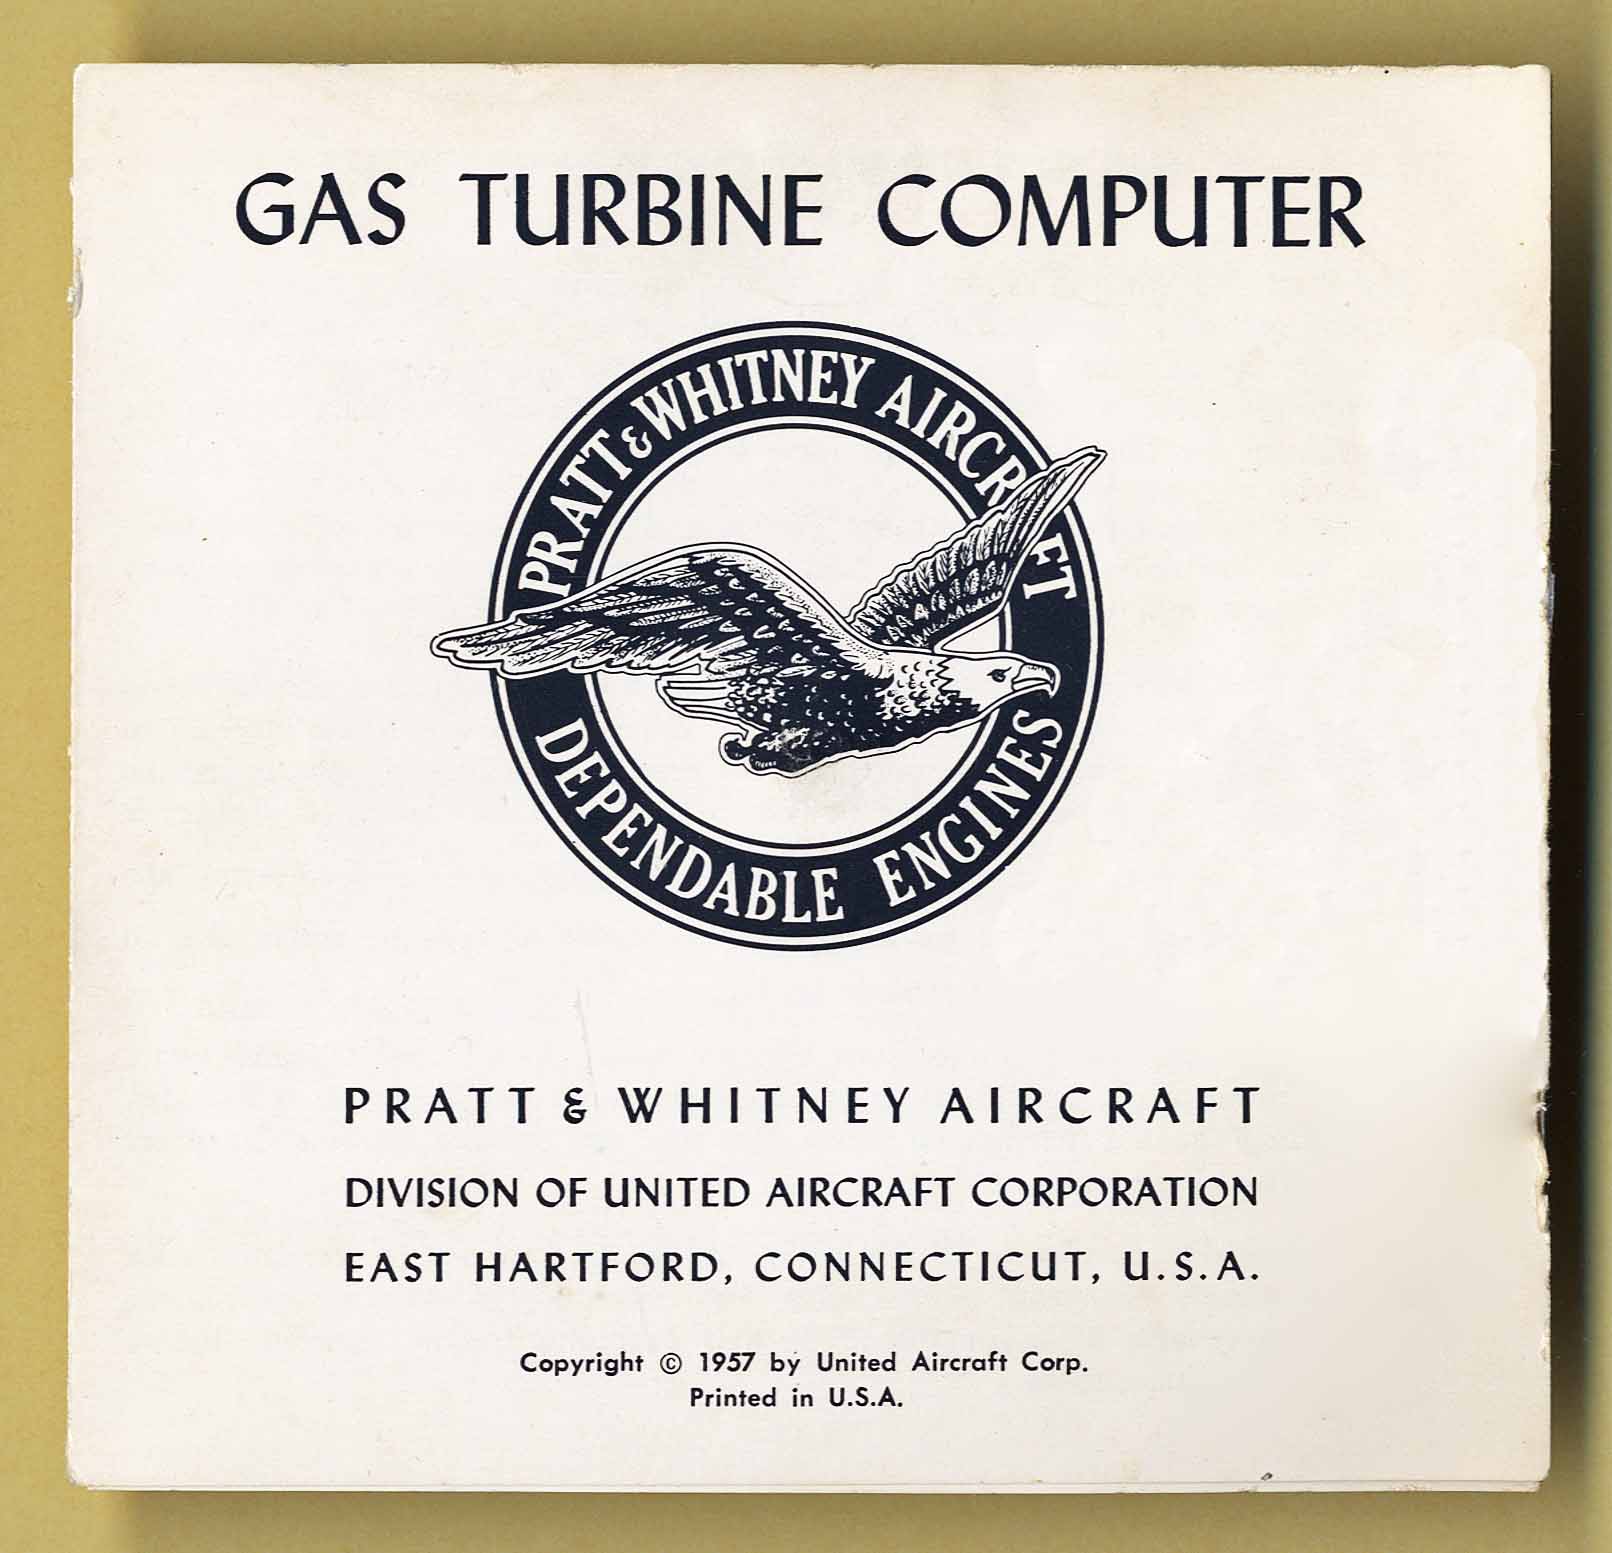 GAS TURBINE COMPUTER
PRATT & WHITNEY AIRCRAFT
DEPENDABLE ENGINES
PRATT & WHITNEY AIRCRAFT
DIVISION OF UNITED AIRCRAFT CORPORATION
EAST HARTFORD, CONNECTICUT, U.S.A.
Copyright © 1957 by United Aircraft Corp.
Printed in U.S.A.